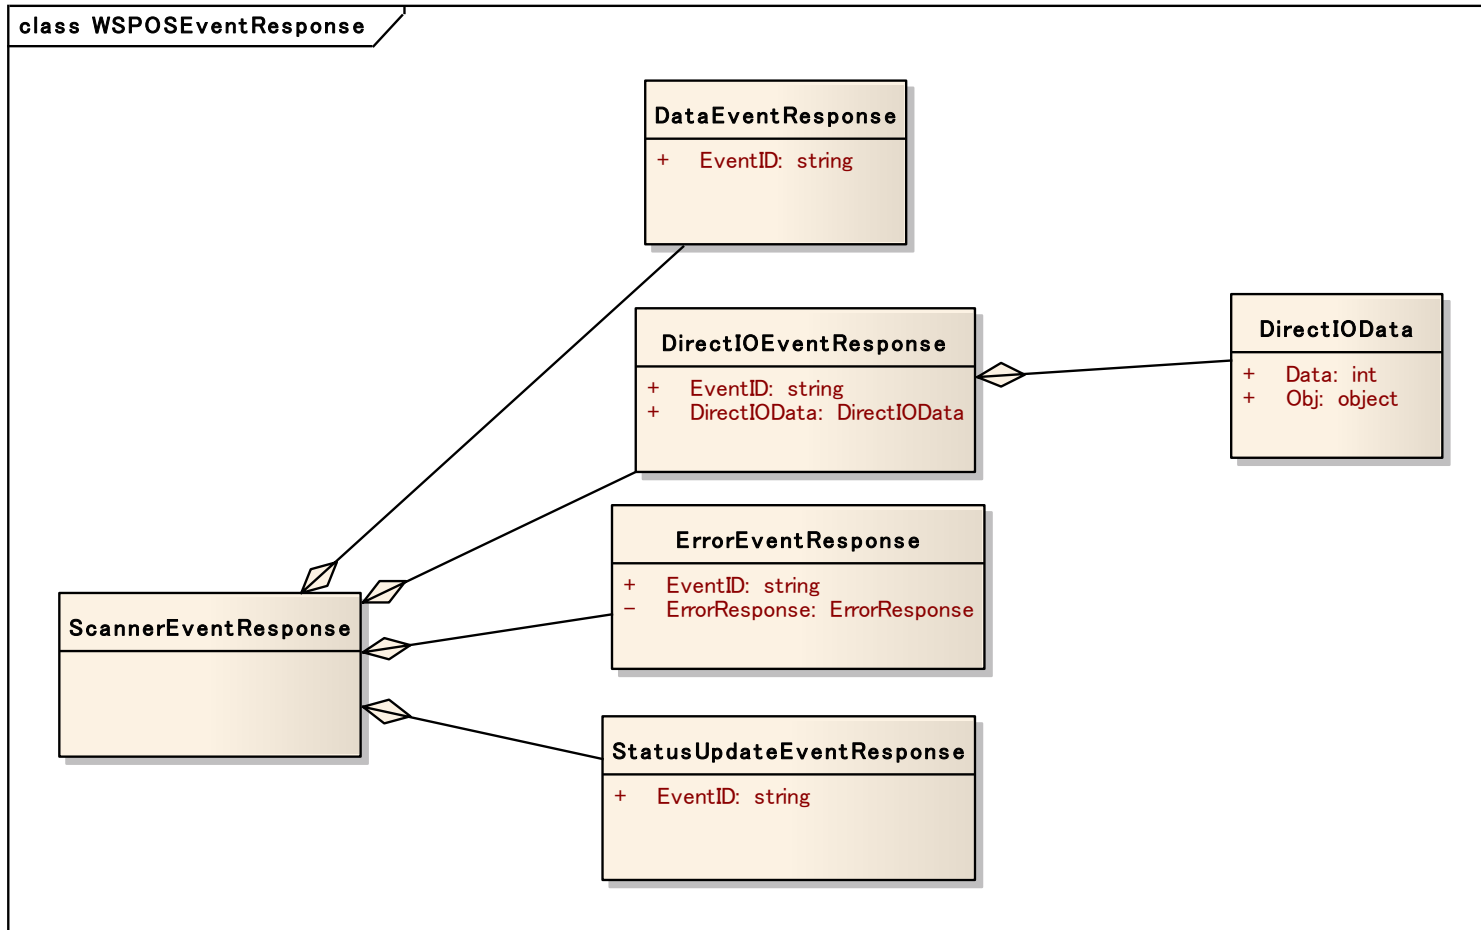 class WSPOSEventResponse
DataEventResponse
+ EventID: string
DirectIOEventResponse
+ EventID: string
+ DirectIOData: DirectIOData
DirectIOData
+ Data: int
+ Obj: object
ErrorEventResponse
+ EventID: string
− ErrorResponse: ErrorResponse
ScannerEventResponse
StatusUpdateEventResponse
+ EventID: string